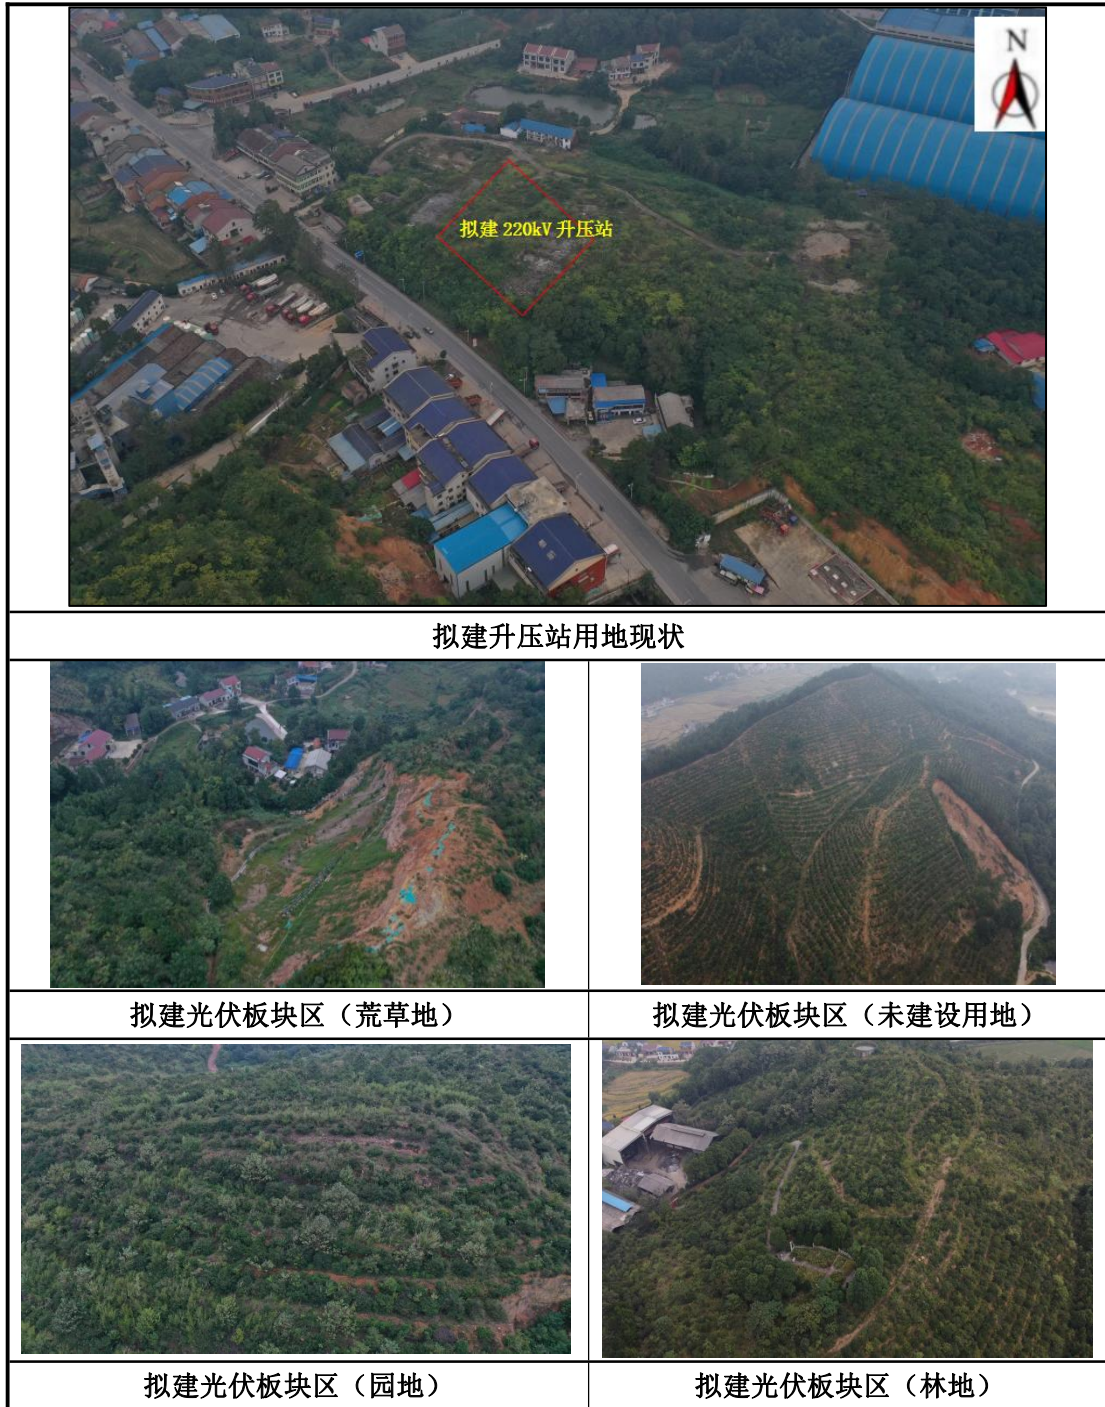 N
拟建 220kV 升压站
拟建升压站用地现状
拟建光伏板块区（荒草地）
拟建光伏板块区（未建设用地）
拟建光伏板块区（园地）
拟建光伏板块区（林地）